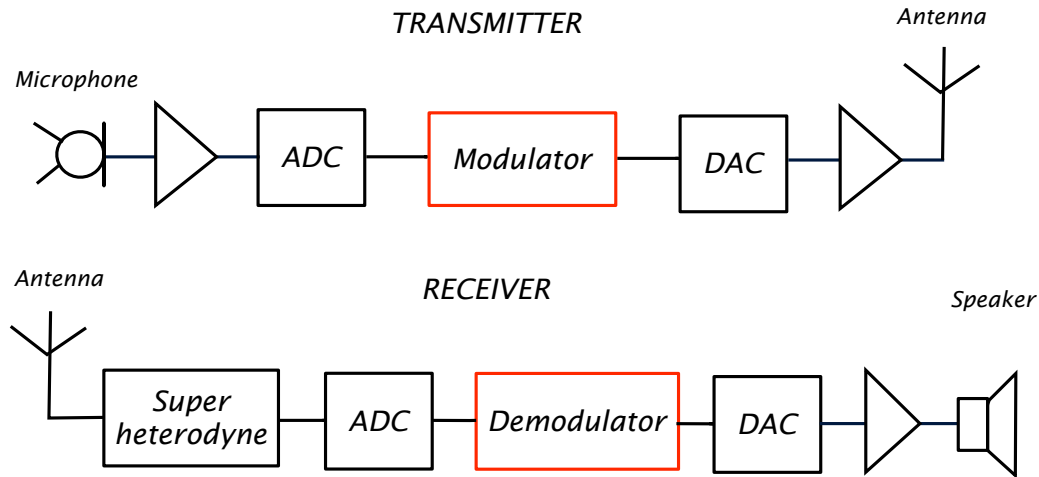 TRANSMITTER
Antenna
Microphone
ADC
Modulator
DAC
Antenna
RECEIVER
Speaker
Super
heterodyne
ADC
Demodulator
DAC